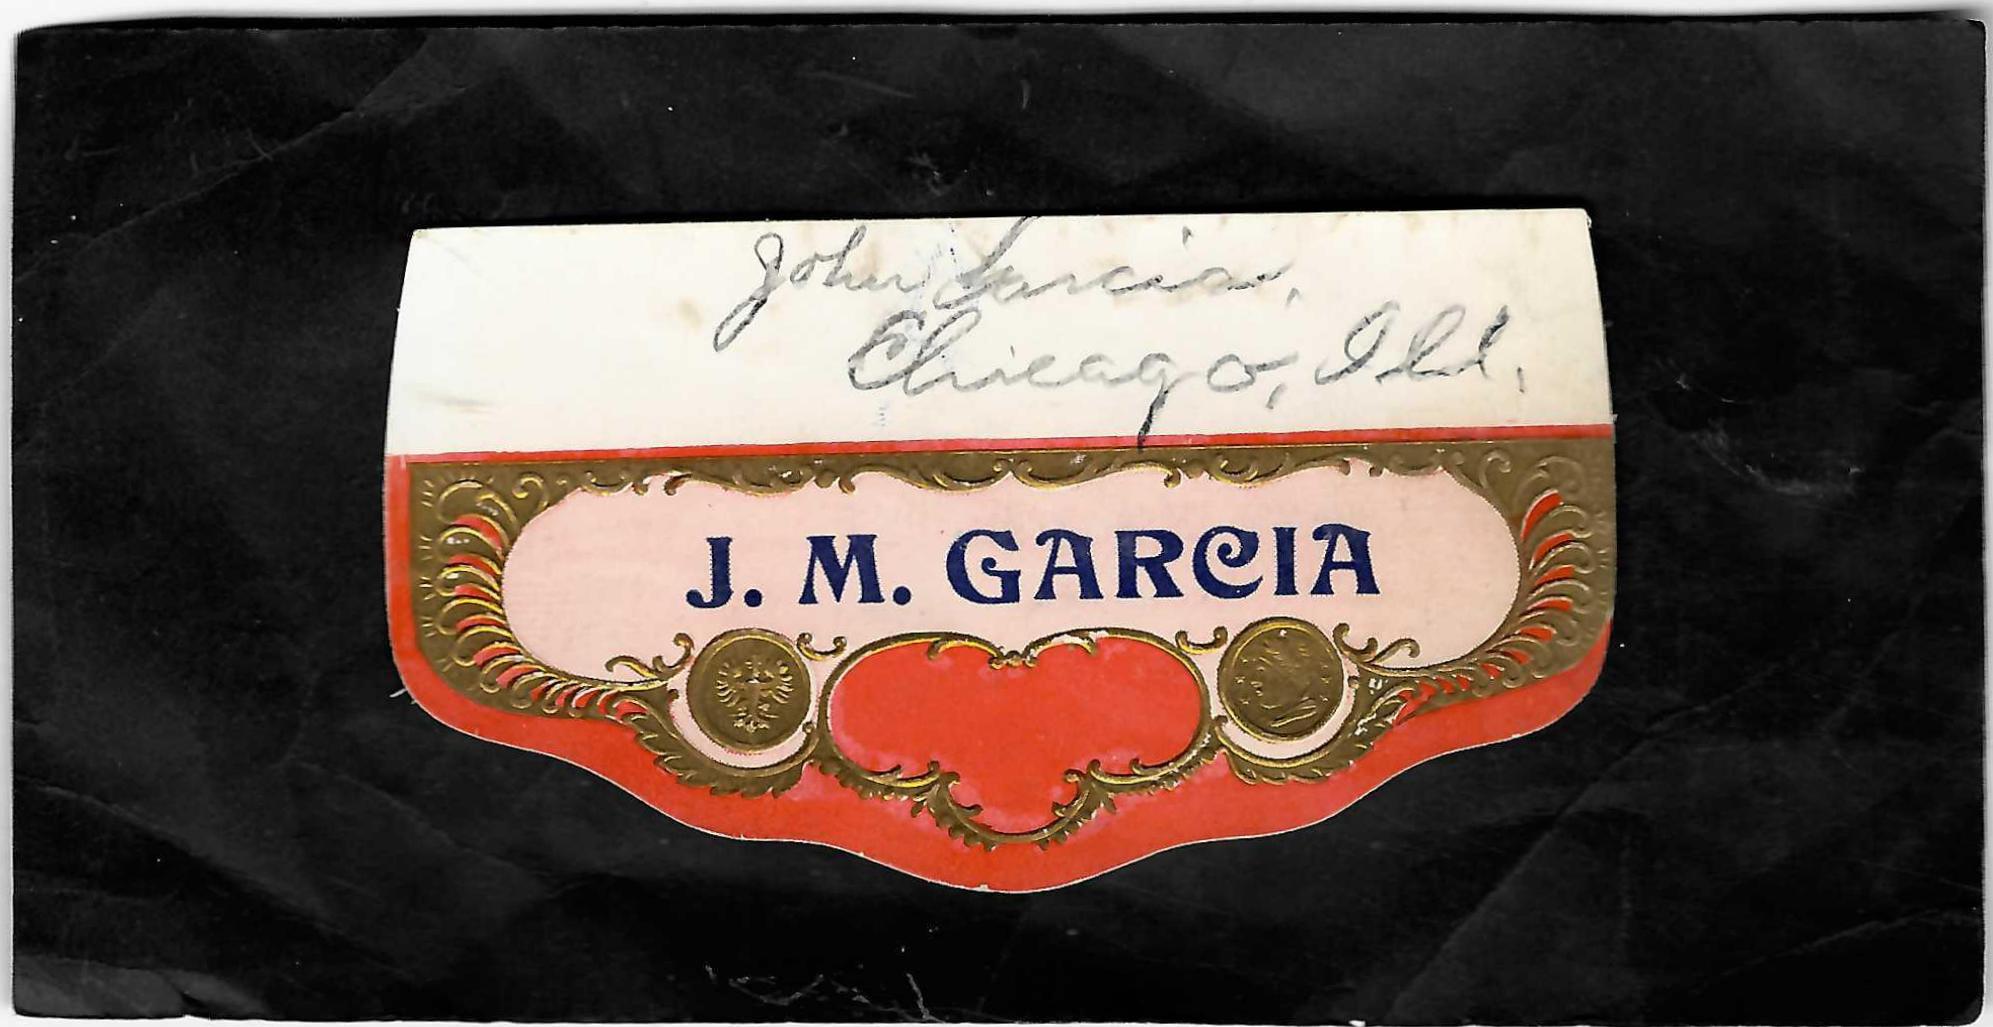 John Garcia,
Chicago, Ill.
J. M. GARCIA